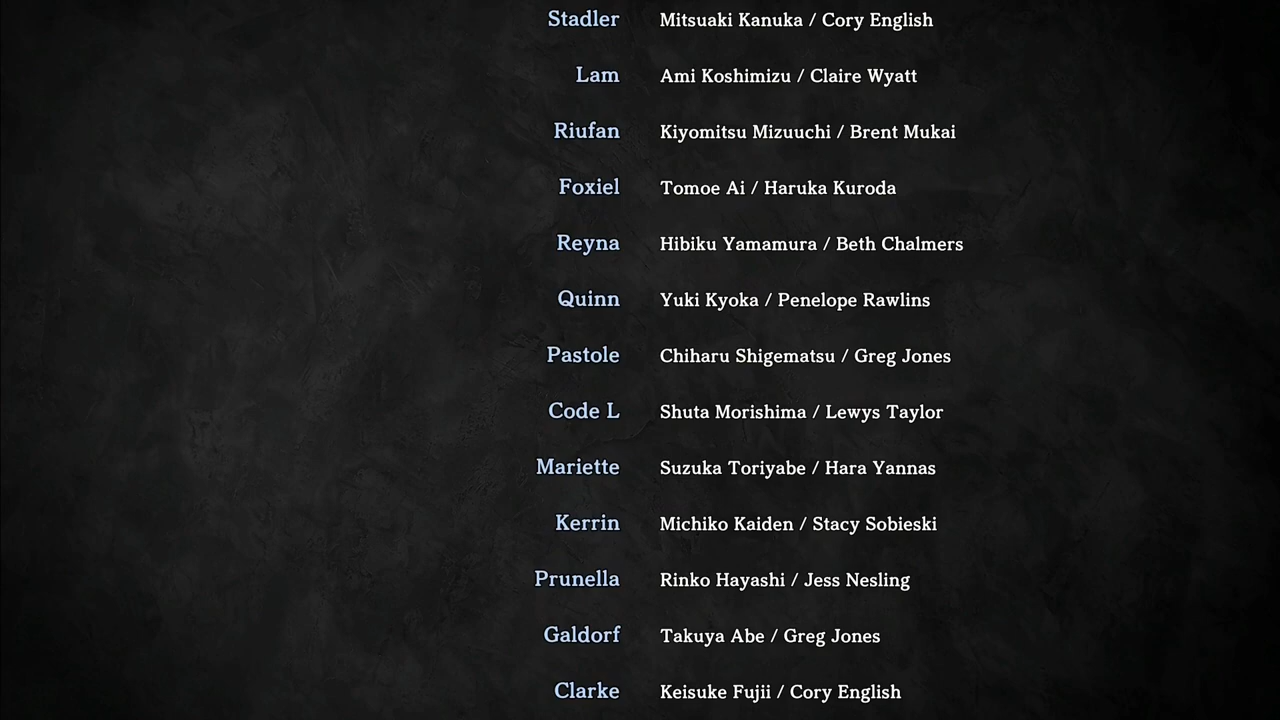 Stadler Mitsuaki Kanuka / Cory English
Lam Ami Koshimizu / Claire Wyatt
Riufan Kiyomitsu Mizuuchi / Brent Mukai
Foxiel Tomoe Ai / Haruka Kuroda
Reyna Hibiku Yamamura / Beth Chalmers
Quinn Yuki Kyoka / Penelope Rawlins
Pastole Chiharu Shigematsu / Greg Jones
Code L Shuta Morishima / Lewys Taylor
Mariette Suzuka Toriyabe / Hara Yannas
Kerrin Michiko Kaiden / Stacy Sobieski
Prunella Rinko Hayashi / Jess Nesling
Galdorf Takuya Abe / Greg Jones
Clarke Keisuke Fujii / Cory English